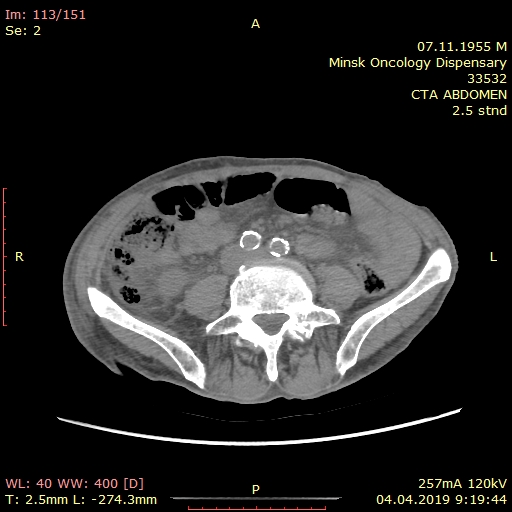 Im: 113/151
Se: 2
A
07.11.1955 M
Minsk Oncology Dispensary
33532
CTA ABDOMEN
2.5 stnd
R
L
WL: 40 WW: 400 [D]
T: 2.5mm L: -274.3mm
P
257mA 120kV
04.04.2019 9:19:44